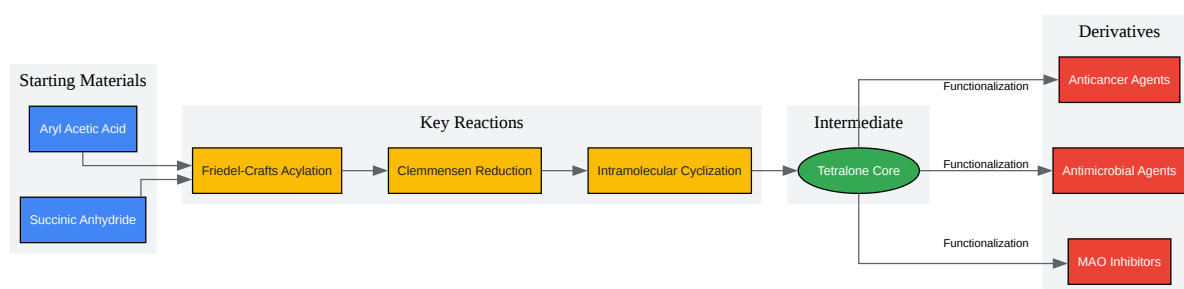 Starting Materials
Aryl Acetic Acid
Succinic Anhydride
Key Reactions
Friedel-Crafts Acylation
Clemmensen Reduction
Intramolecular Cyclization
Intermediate
Tetralone Core
Functionalization
Functionalization
Functionalization
Derivatives
Anticancer Agents
Antimicrobial Agents
MAO Inhibitors